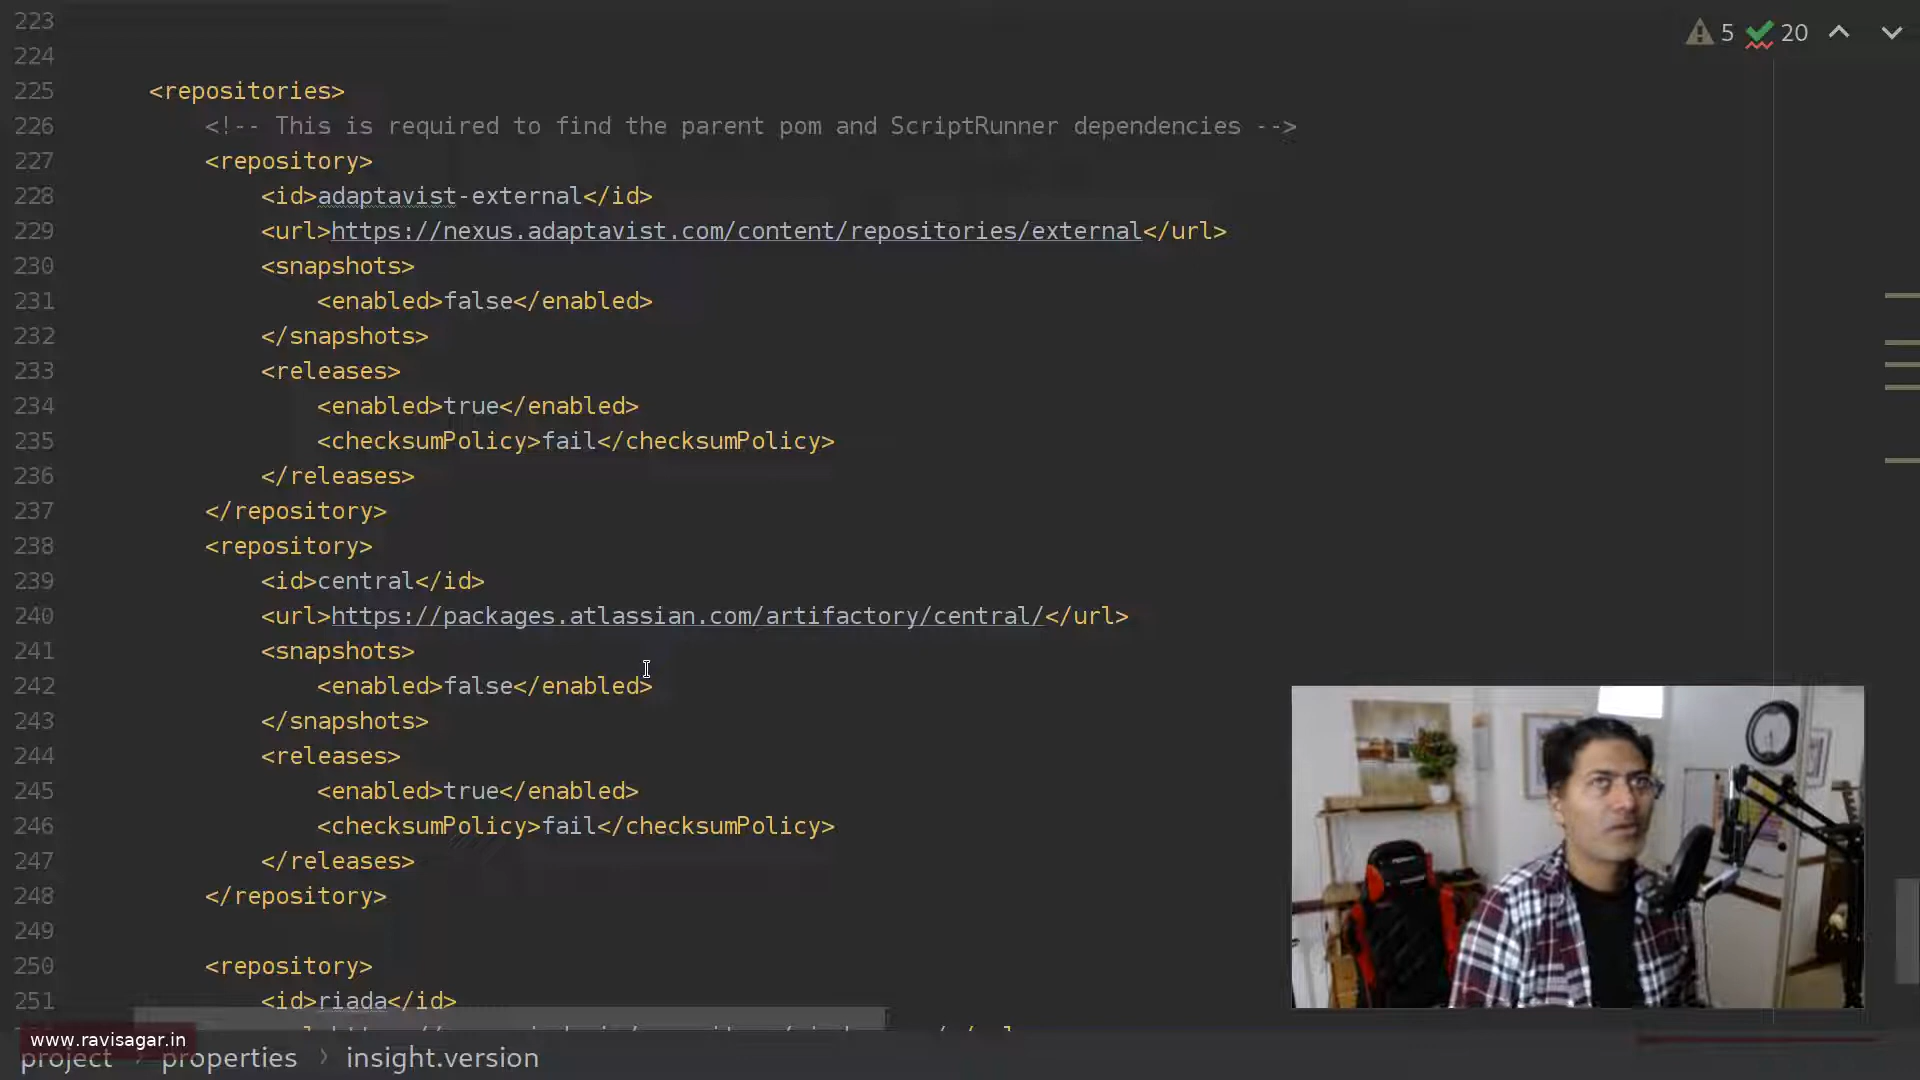 5 20
223
224
225 <repositories>
226 <!-- This is required to find the parent pom and ScriptRunner dependencies -->
227 <repository>
228 <id>adaptavist-external</id>
229 <url>https://nexus.adaptavist.com/content/repositories/external</url>
230 <snapshots>
231 <enabled>false</enabled>
232 </snapshots>
233 <releases>
234 <enabled>true</enabled>
235 <checksumPolicy>fail</checksumPolicy>
236 </releases>
237 </repository>
238 <repository>
239 <id>central</id>
240 <url>https://packages.atlassian.com/artifactory/central/</url>
241 <snapshots>
242 <enabled>false</enabled>
243 </snapshots>
244 <releases>
245 <enabled>true</enabled>
246 <checksumPolicy>fail</checksumPolicy>
247 </releases>
248 </repository>
249
250 <repository>
251 <id>riada</id>
www.ravisagar.in
project > properties > insight.version